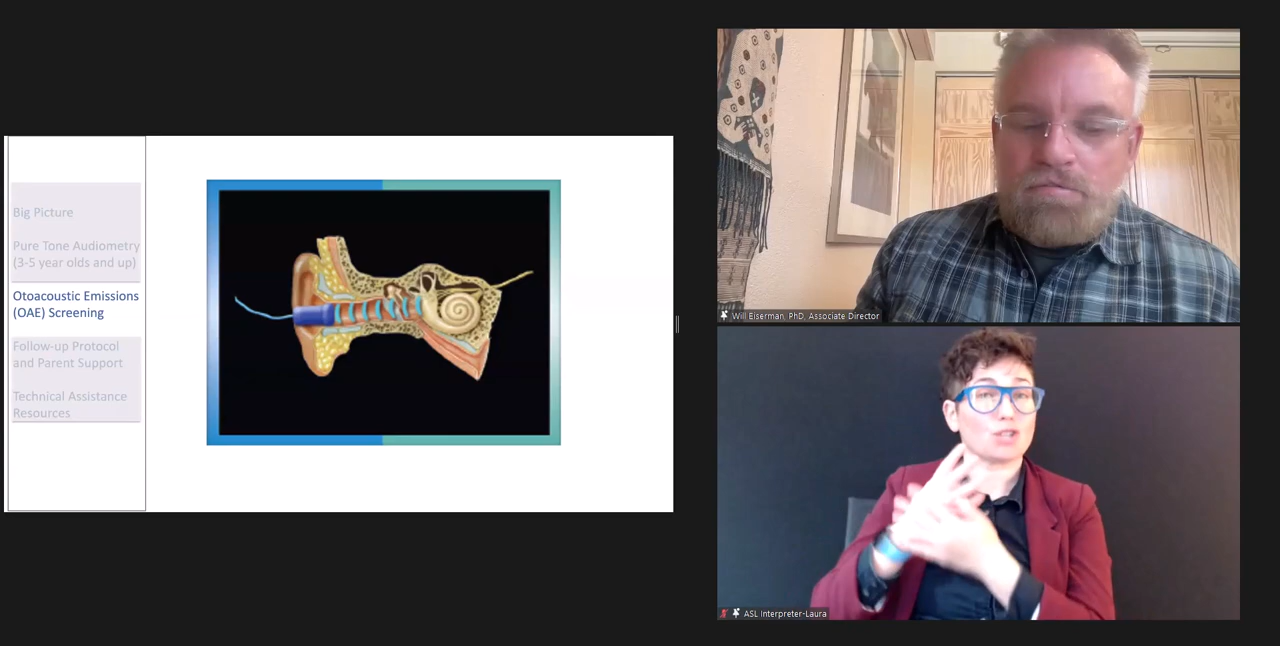 Big Picture
Pure Tone Audiometry
(3-5 year olds and up)
Otoacoustic Emissions
(OAE) Screening
Follow-up Protocol
and Parent Support
Technical Assistance
Resources
Will Eiserman, PhD, Associate Director
ASL Interpreter-Laura